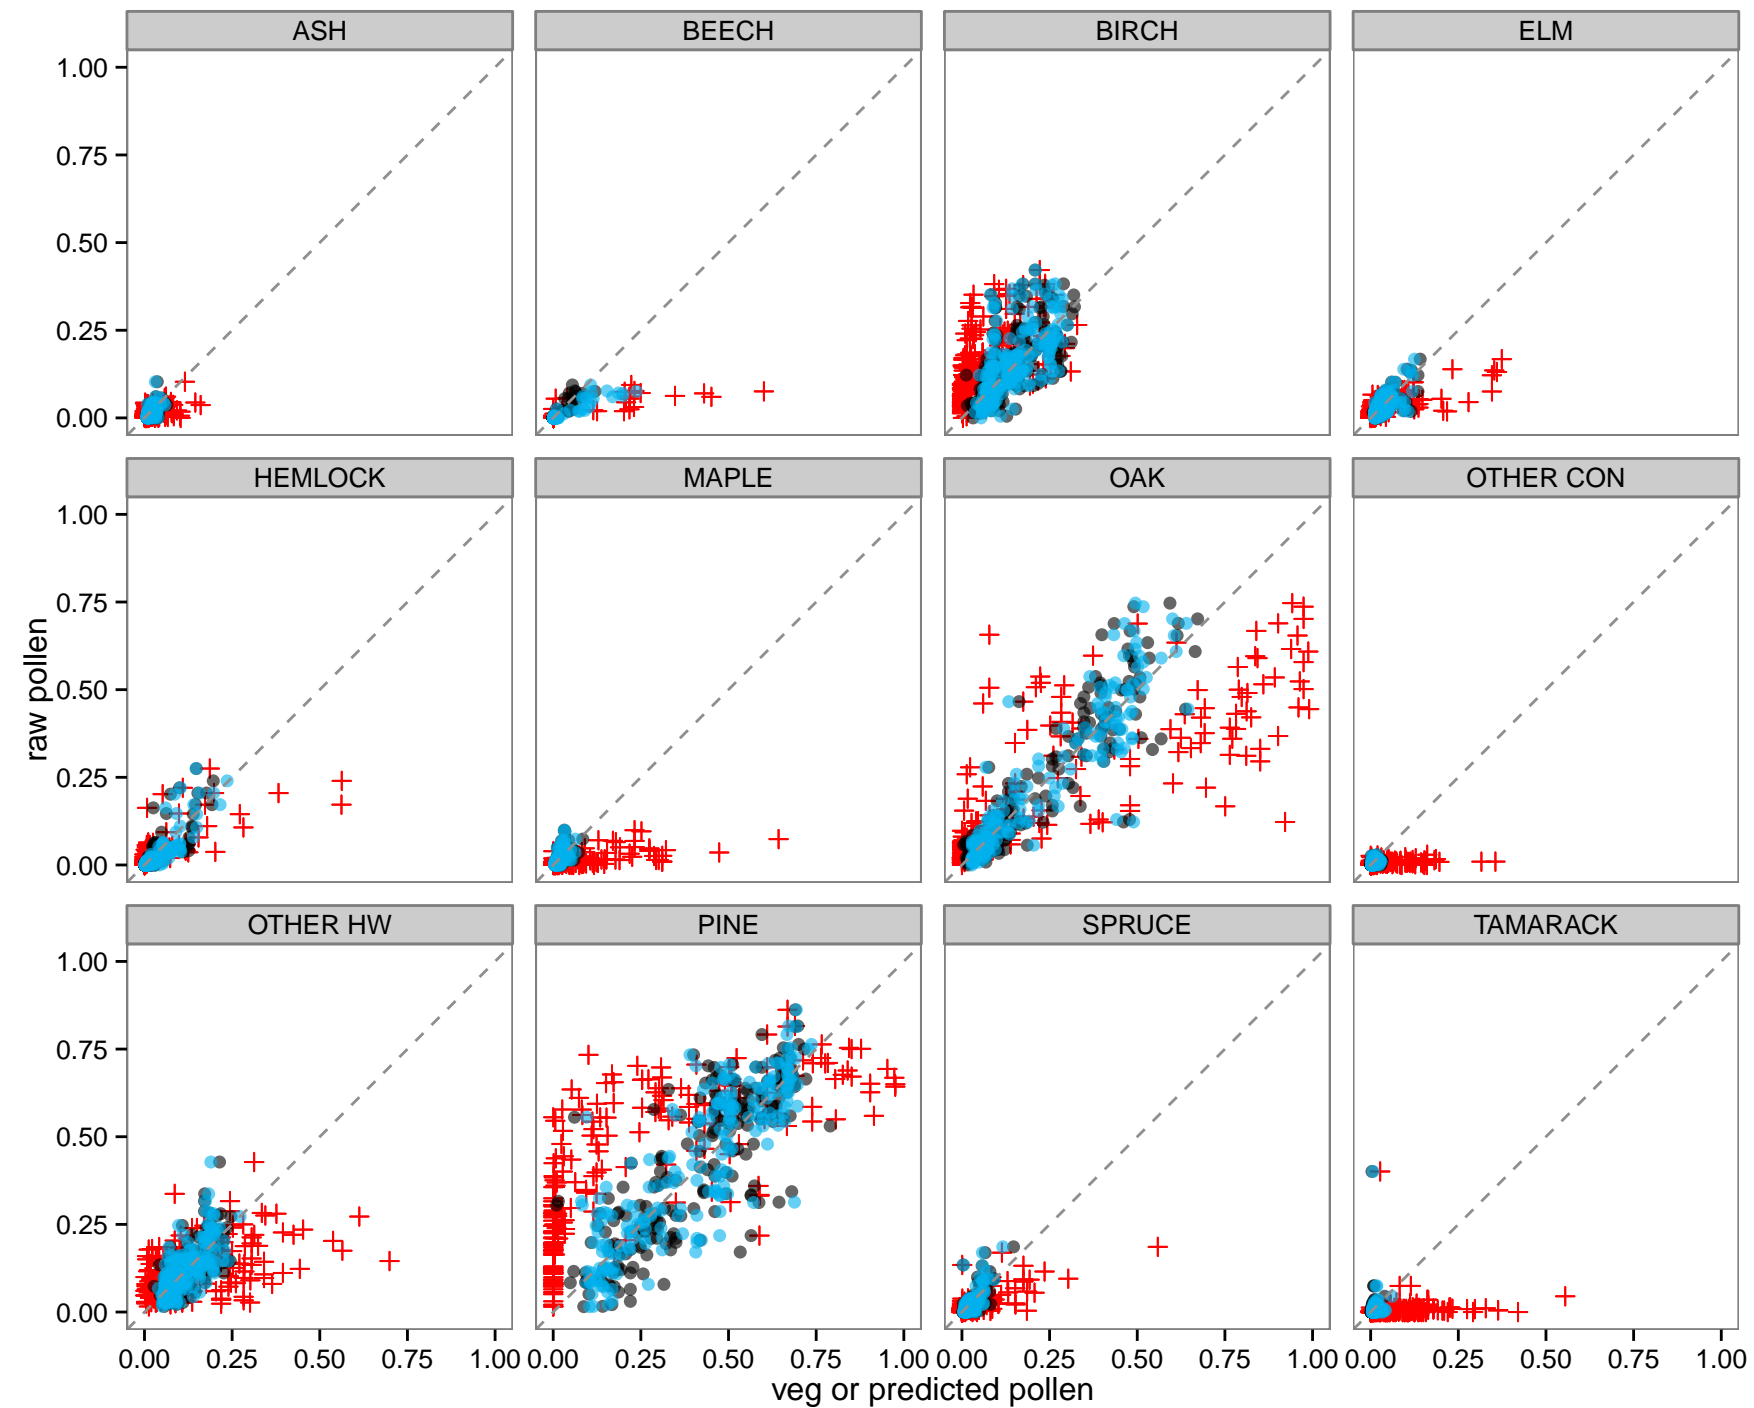 ASH BEECH BIRCH ELM
1.00
0.75
0.50
0.25
0.00
HEMLOCK MAPLE OAK OTHER CON
1.00
0.75
0.50
0.25
0.00
raw pollen
OTHER HW PINE SPRUCE TAMARACK
1.00
0.75
0.50
0.25
0.00
0.00 0.25 0.50 0.75 1.00 0.00 0.25 0.50 0.75 1.00 0.00 0.25 0.50 0.75 1.00 0.00 0.25 0.50 0.75 1.00
veg or predicted pollen